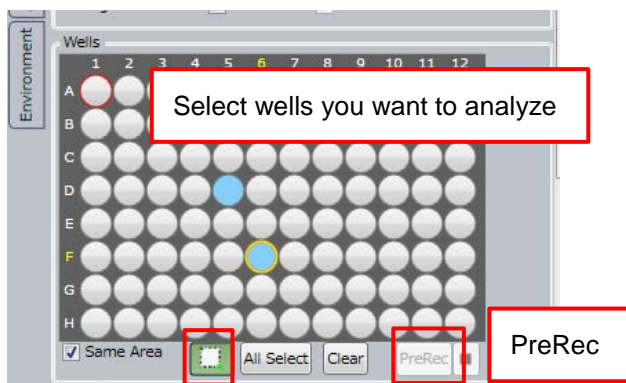 Environment
Wells
1 2 3 4 5 6 7 8 9 10 11 12
A
Select wells you want to analyze
B
C
D
E
F
G
H
Same Area
All Select
Clear
PreRec
PreRec